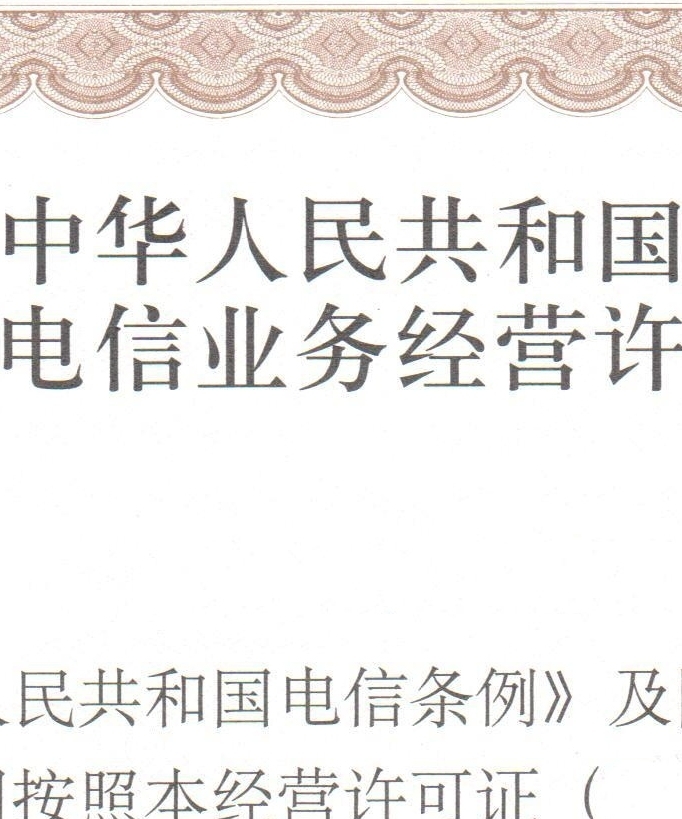 中华人民共和国
电信业务经营许
人民共和国电信条例》及
按照本经营许可证（